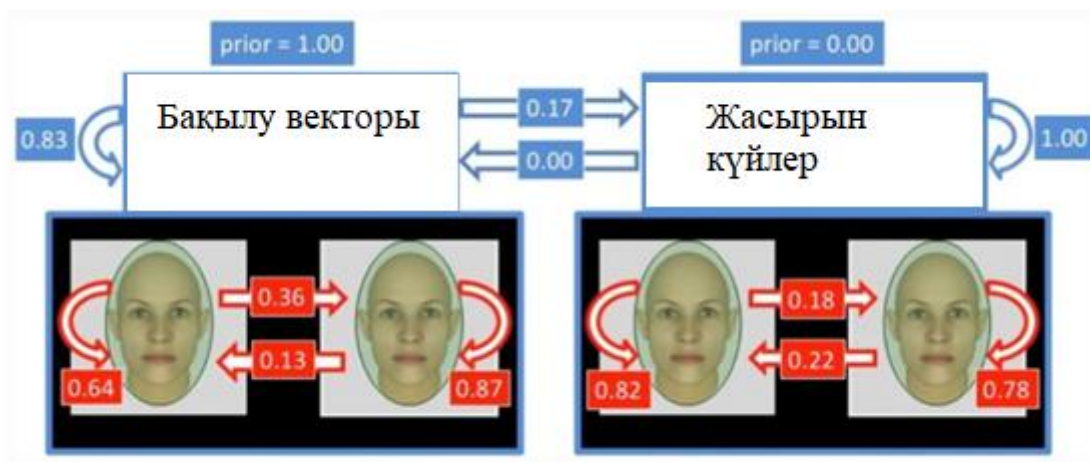 prior = 1.00
prior = 0.00
Бақылу векторы
Жасырын
күйлер
0.83
0.17
0.00
1.00
0.36
0.13
0.64
0.87
0.18
0.22
0.82
0.78